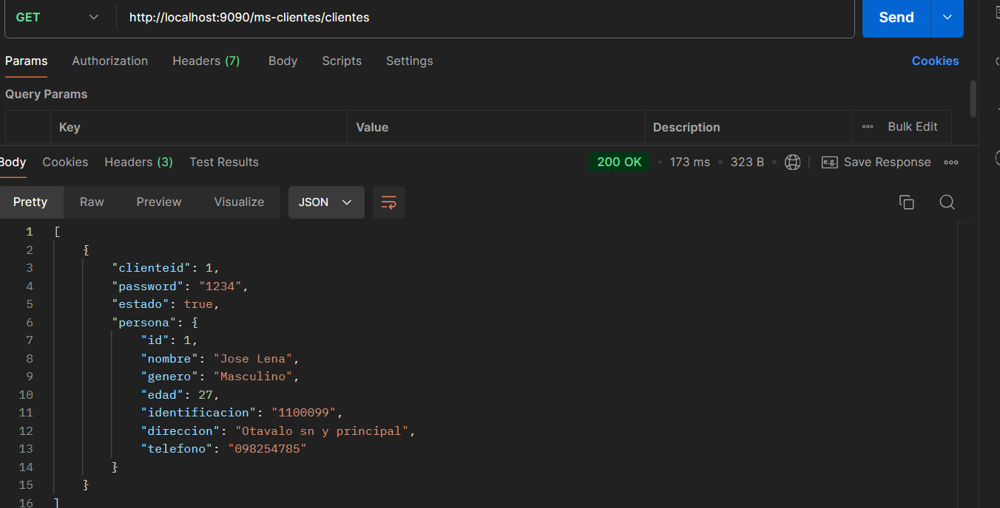 GET http://localhost:9090/ms-clientes/clientes Send
Params Authorization Headers (7) Body Scripts Settings Cookies
Query Params
Key Value Description Bulk Edit
Body Cookies Headers (3) Test Results 200 OK 173 ms 323 B e.g. Save Response
Pretty Raw Preview Visualize JSON
1 [
2 {
3 "clienteid": 1,
4 "password": "1234",
5 "estado": true,
6 "persona": {
7 "id": 1,
8 "nombre": "Jose Lena",
9 "genero": "Masculino",
10 "edad": 27,
11 "identificacion": "1100099",
12 "direccion": "Otavalo sn y principal",
13 "telefono": "098254785"
14 }
15 }
16 ]